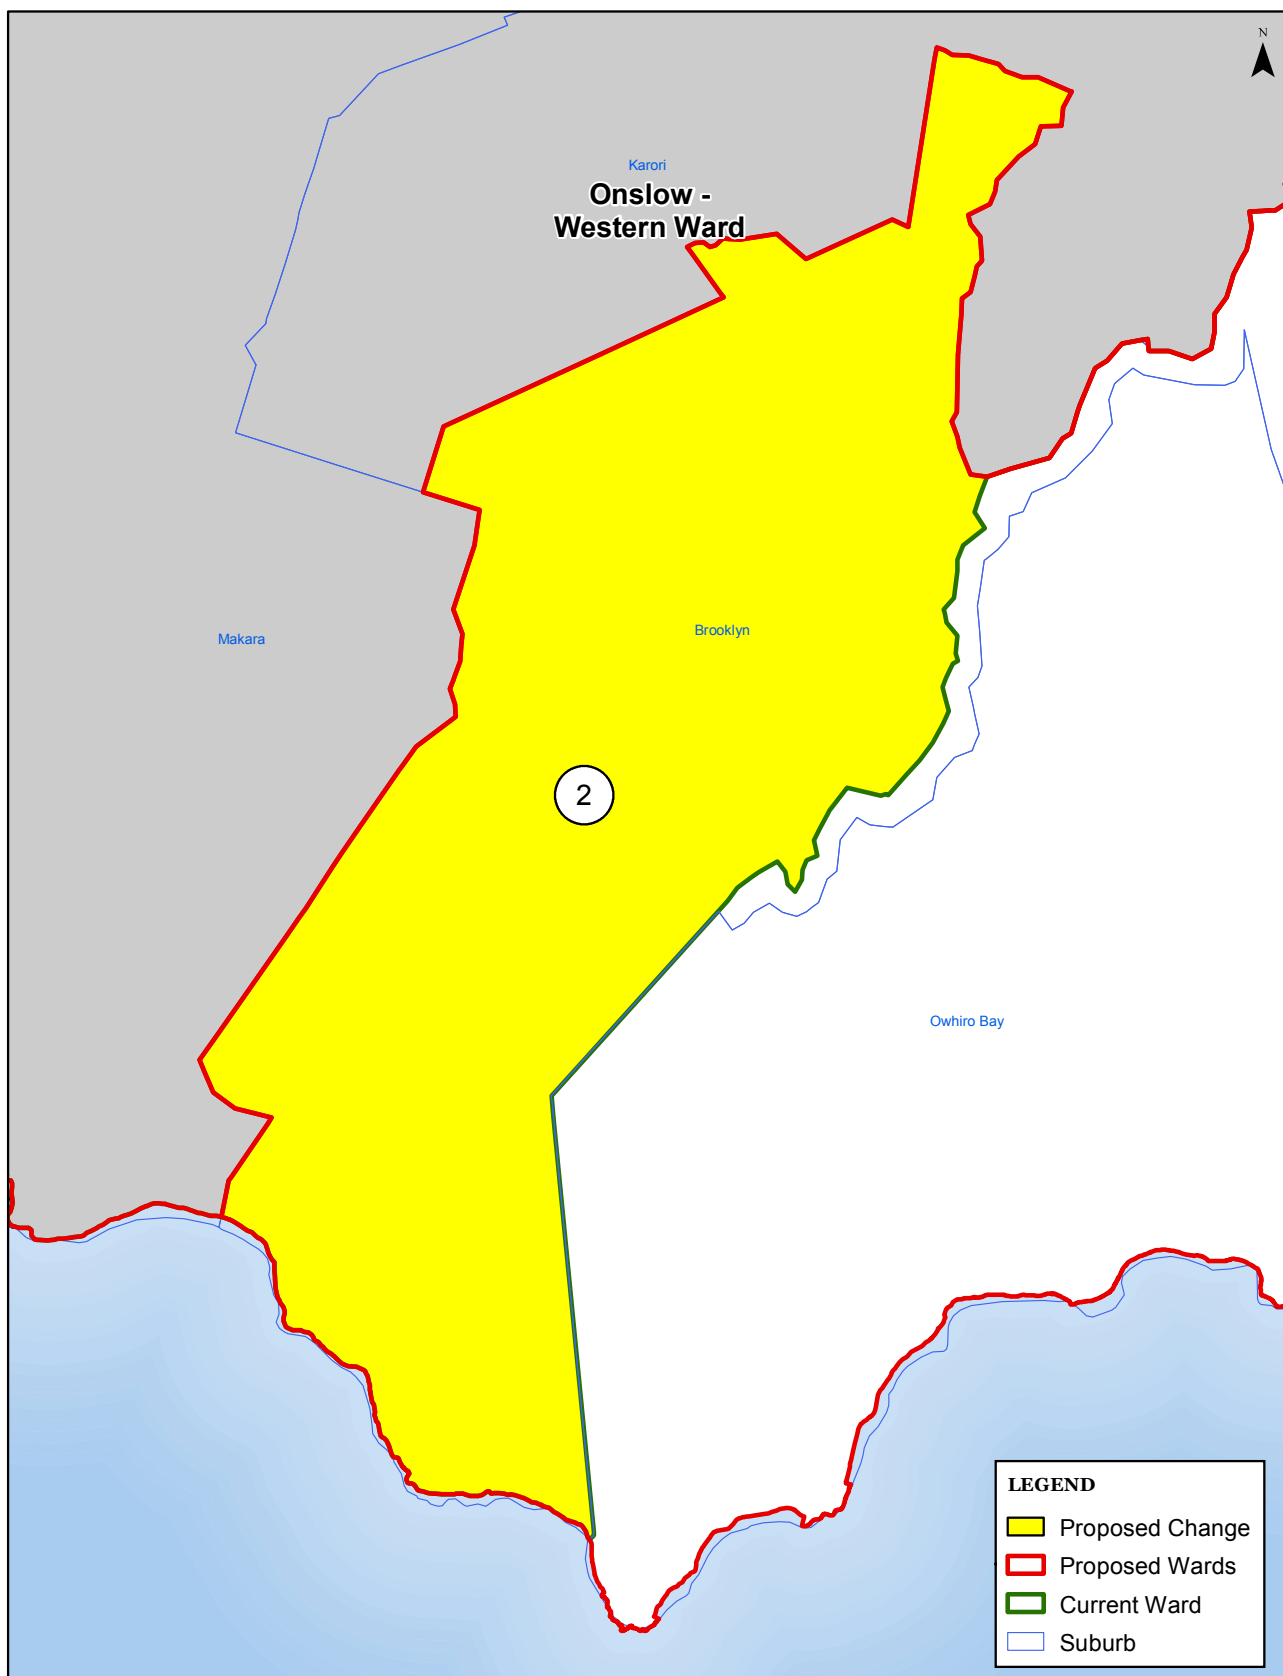 N
Karori
Onslow -
Western Ward
Brooklyn
Makara
2
Owhiro Bay
LEGEND
Proposed Change
Proposed Wards
Current Ward
Suburb